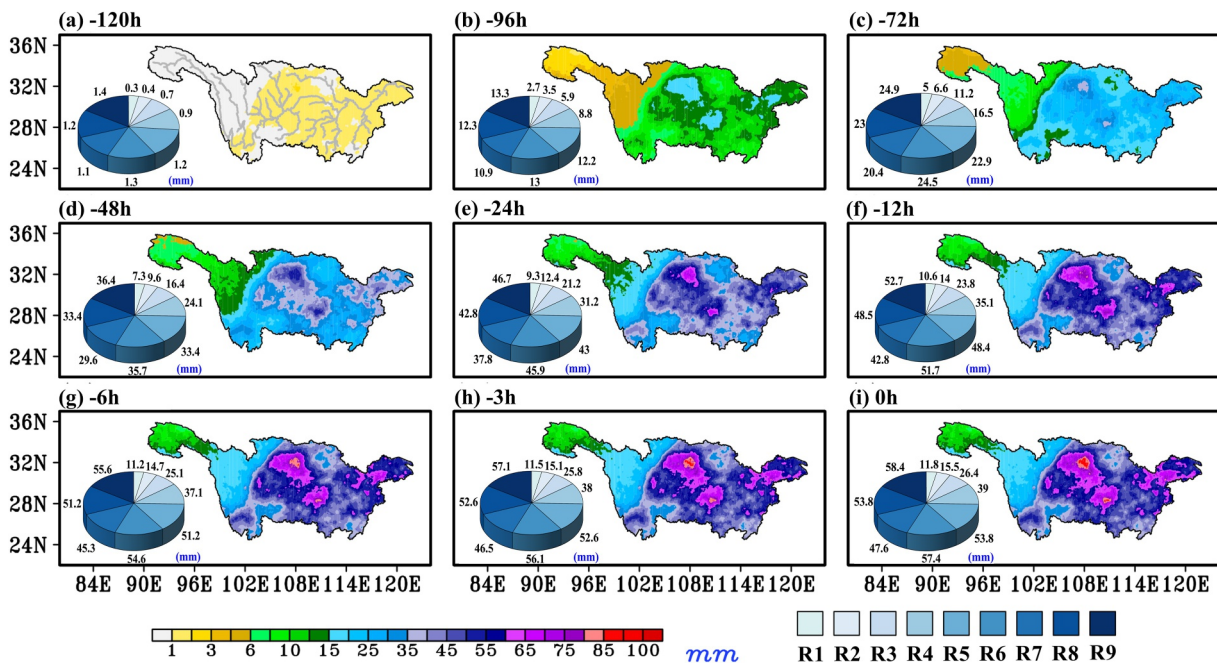 (a) -120h
(b) -96h
(c) -72h
36N
32N
28N
24N
1.4 0.3 0.4 0.7 0.9 1.2 1.3 1.1 1.2 (mm)
13.3 2.7 3.5 5.9 8.8 12.2 13 10.9 12.3 (mm)
24.9 5 6.6 11.2 16.5 22.9 24.5 20.4 23 (mm)
(d) -48h
(e) -24h
(f) -12h
36N
32N
28N
24N
36.4 7.3 9.6 16.4 24.1 33.4 35.7 29.6 33.4 (mm)
46.7 9.3 12.4 21.2 31.2 43 45.9 37.8 42.8 (mm)
52.7 10.6 14 23.8 35.1 48.4 51.7 42.8 48.5 (mm)
(g) -6h
(h) -3h
(i) 0h
36N
32N
28N
24N
55.6 11.2 14.7 25.1 37.1 51.2 54.6 45.3 51.2 (mm)
57.1 11.5 15.1 25.8 38 52.6 56.1 46.5 52.6 (mm)
58.4 11.8 15.5 26.4 39 53.8 57.4 47.6 53.8 (mm)
84E 90E 96E 102E 108E 114E 120E
84E 90E 96E 102E 108E 114E 120E
84E 90E 96E 102E 108E 114E 120E
1 3 6 10 15 25 35 45 55 65 75 85 100
mm
R1 R2 R3 R4 R5 R6 R7 R8 R9